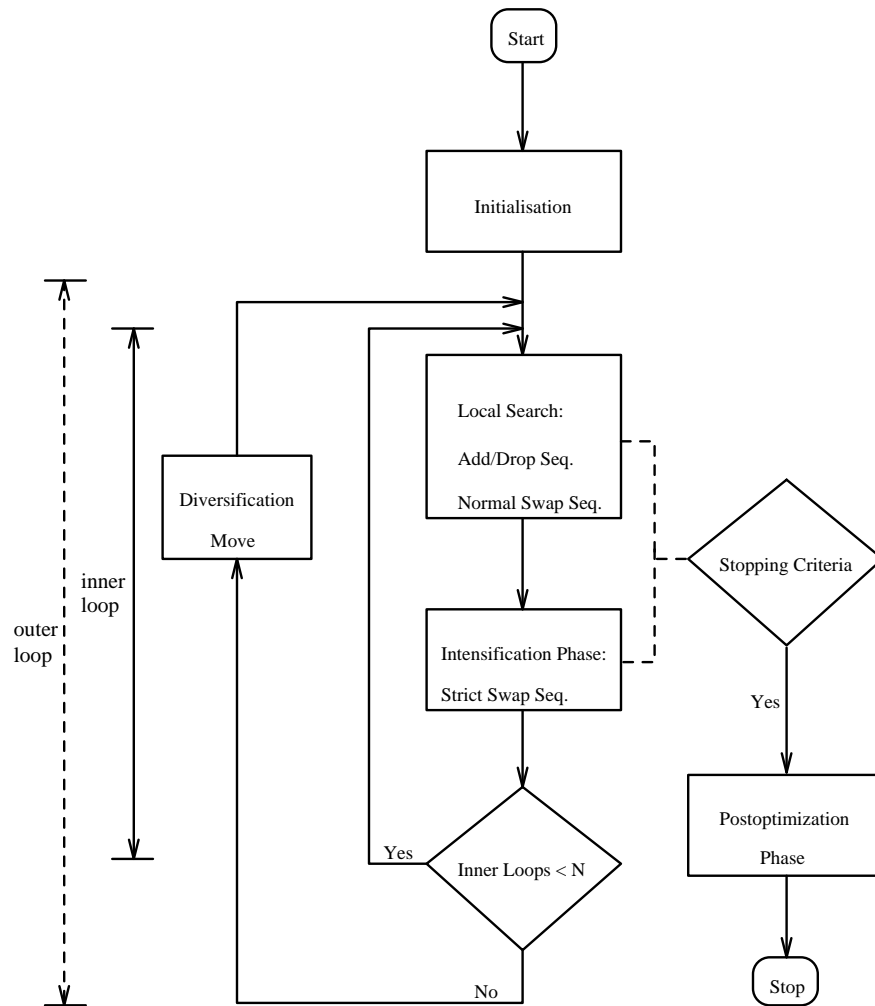 Start
Initialisation
Local Search:
Add/Drop Seq.
Normal Swap Seq.
Diversification
Move
Stopping Criteria
inner
loop
outer
loop
Intensification Phase:
Strict Swap Seq.
Yes
Postoptimization
Phase
Yes
Inner Loops < N
No
Stop